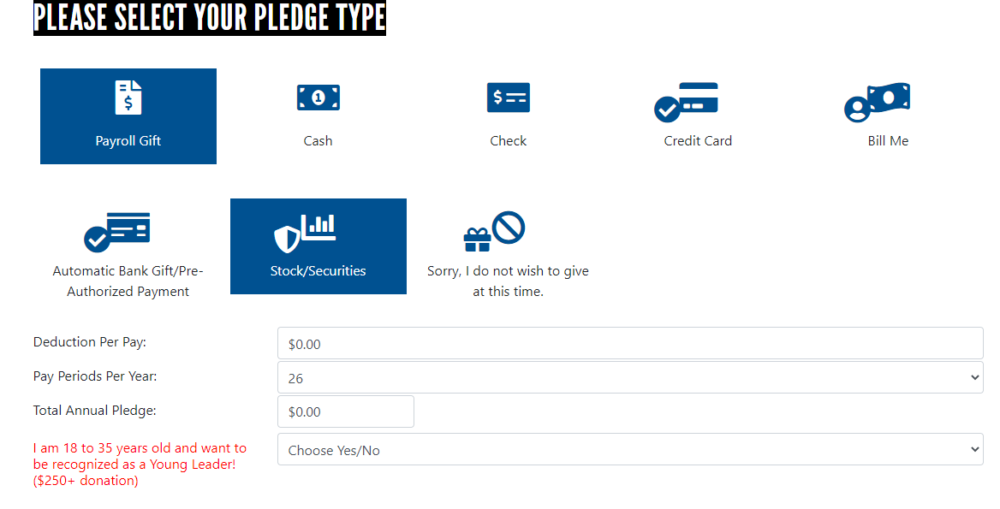 PLEASE SELECT YOUR PLEDGE TYPE
$
Payroll Gift
1
Cash
$
Check
Credit Card
Bill Me
Automatic Bank Gift/Pre-
Authorized Payment
Stock/Securities
Sorry, I do not wish to give
at this time.
Deduction Per Pay:
$0.00
Pay Periods Per Year:
26
Total Annual Pledge:
$0.00
I am 18 to 35 years old and want to
be recognized as a Young Leader!
($250+ donation)
Choose Yes/No